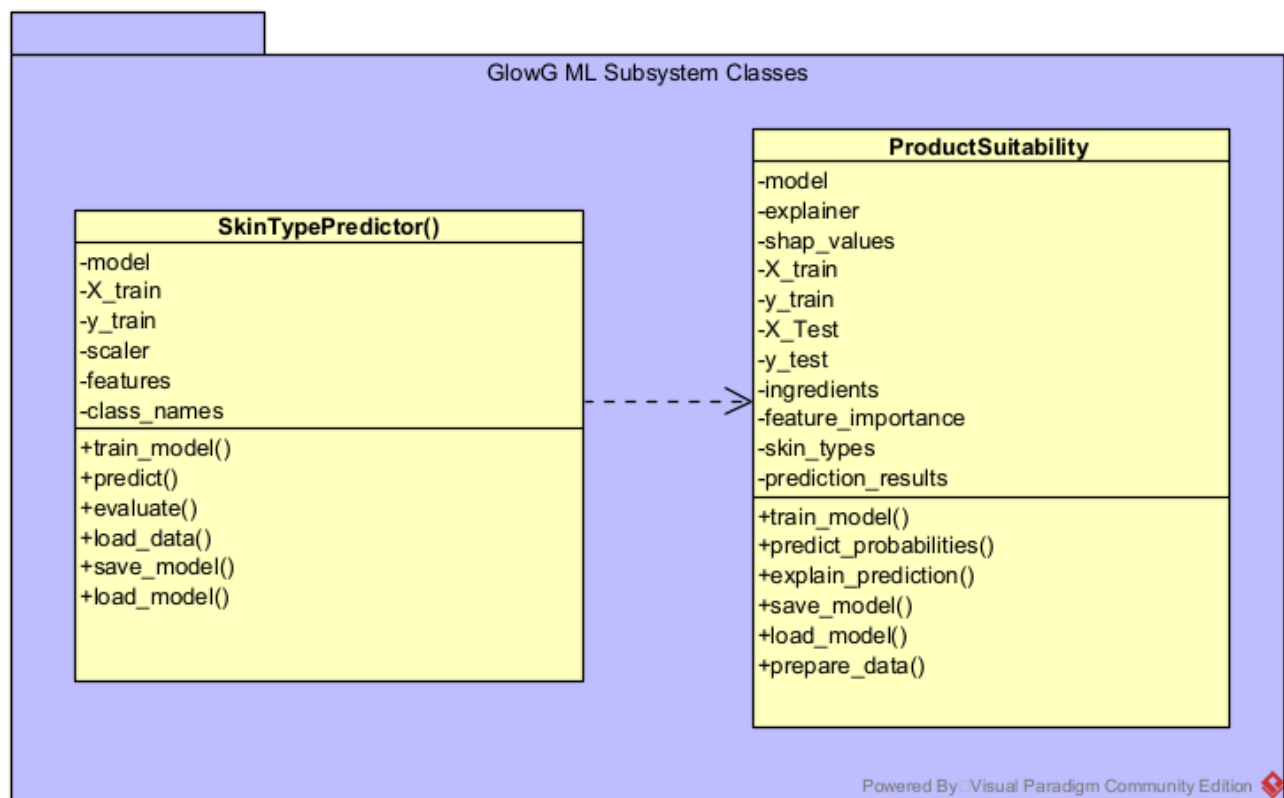 GlowG ML Subsystem Classes
SkinTypePredictor()
-model
-X_train
-y_train
-scaler
-features
-class_names
+train_model()
+predict()
+evaluate()
+load_data()
+save_model()
+load_model()
ProductSuitability
-model
-explainer
-shap_values
-X_train
-y_train
-X_Test
-y_test
-ingredients
-feature_importance
-skin_types
-prediction_results
+train_model()
+predict_probabilities()
+explain_prediction()
+save_model()
+load_model()
+prepare_data()
Powered By Visual Paradigm Community Edition